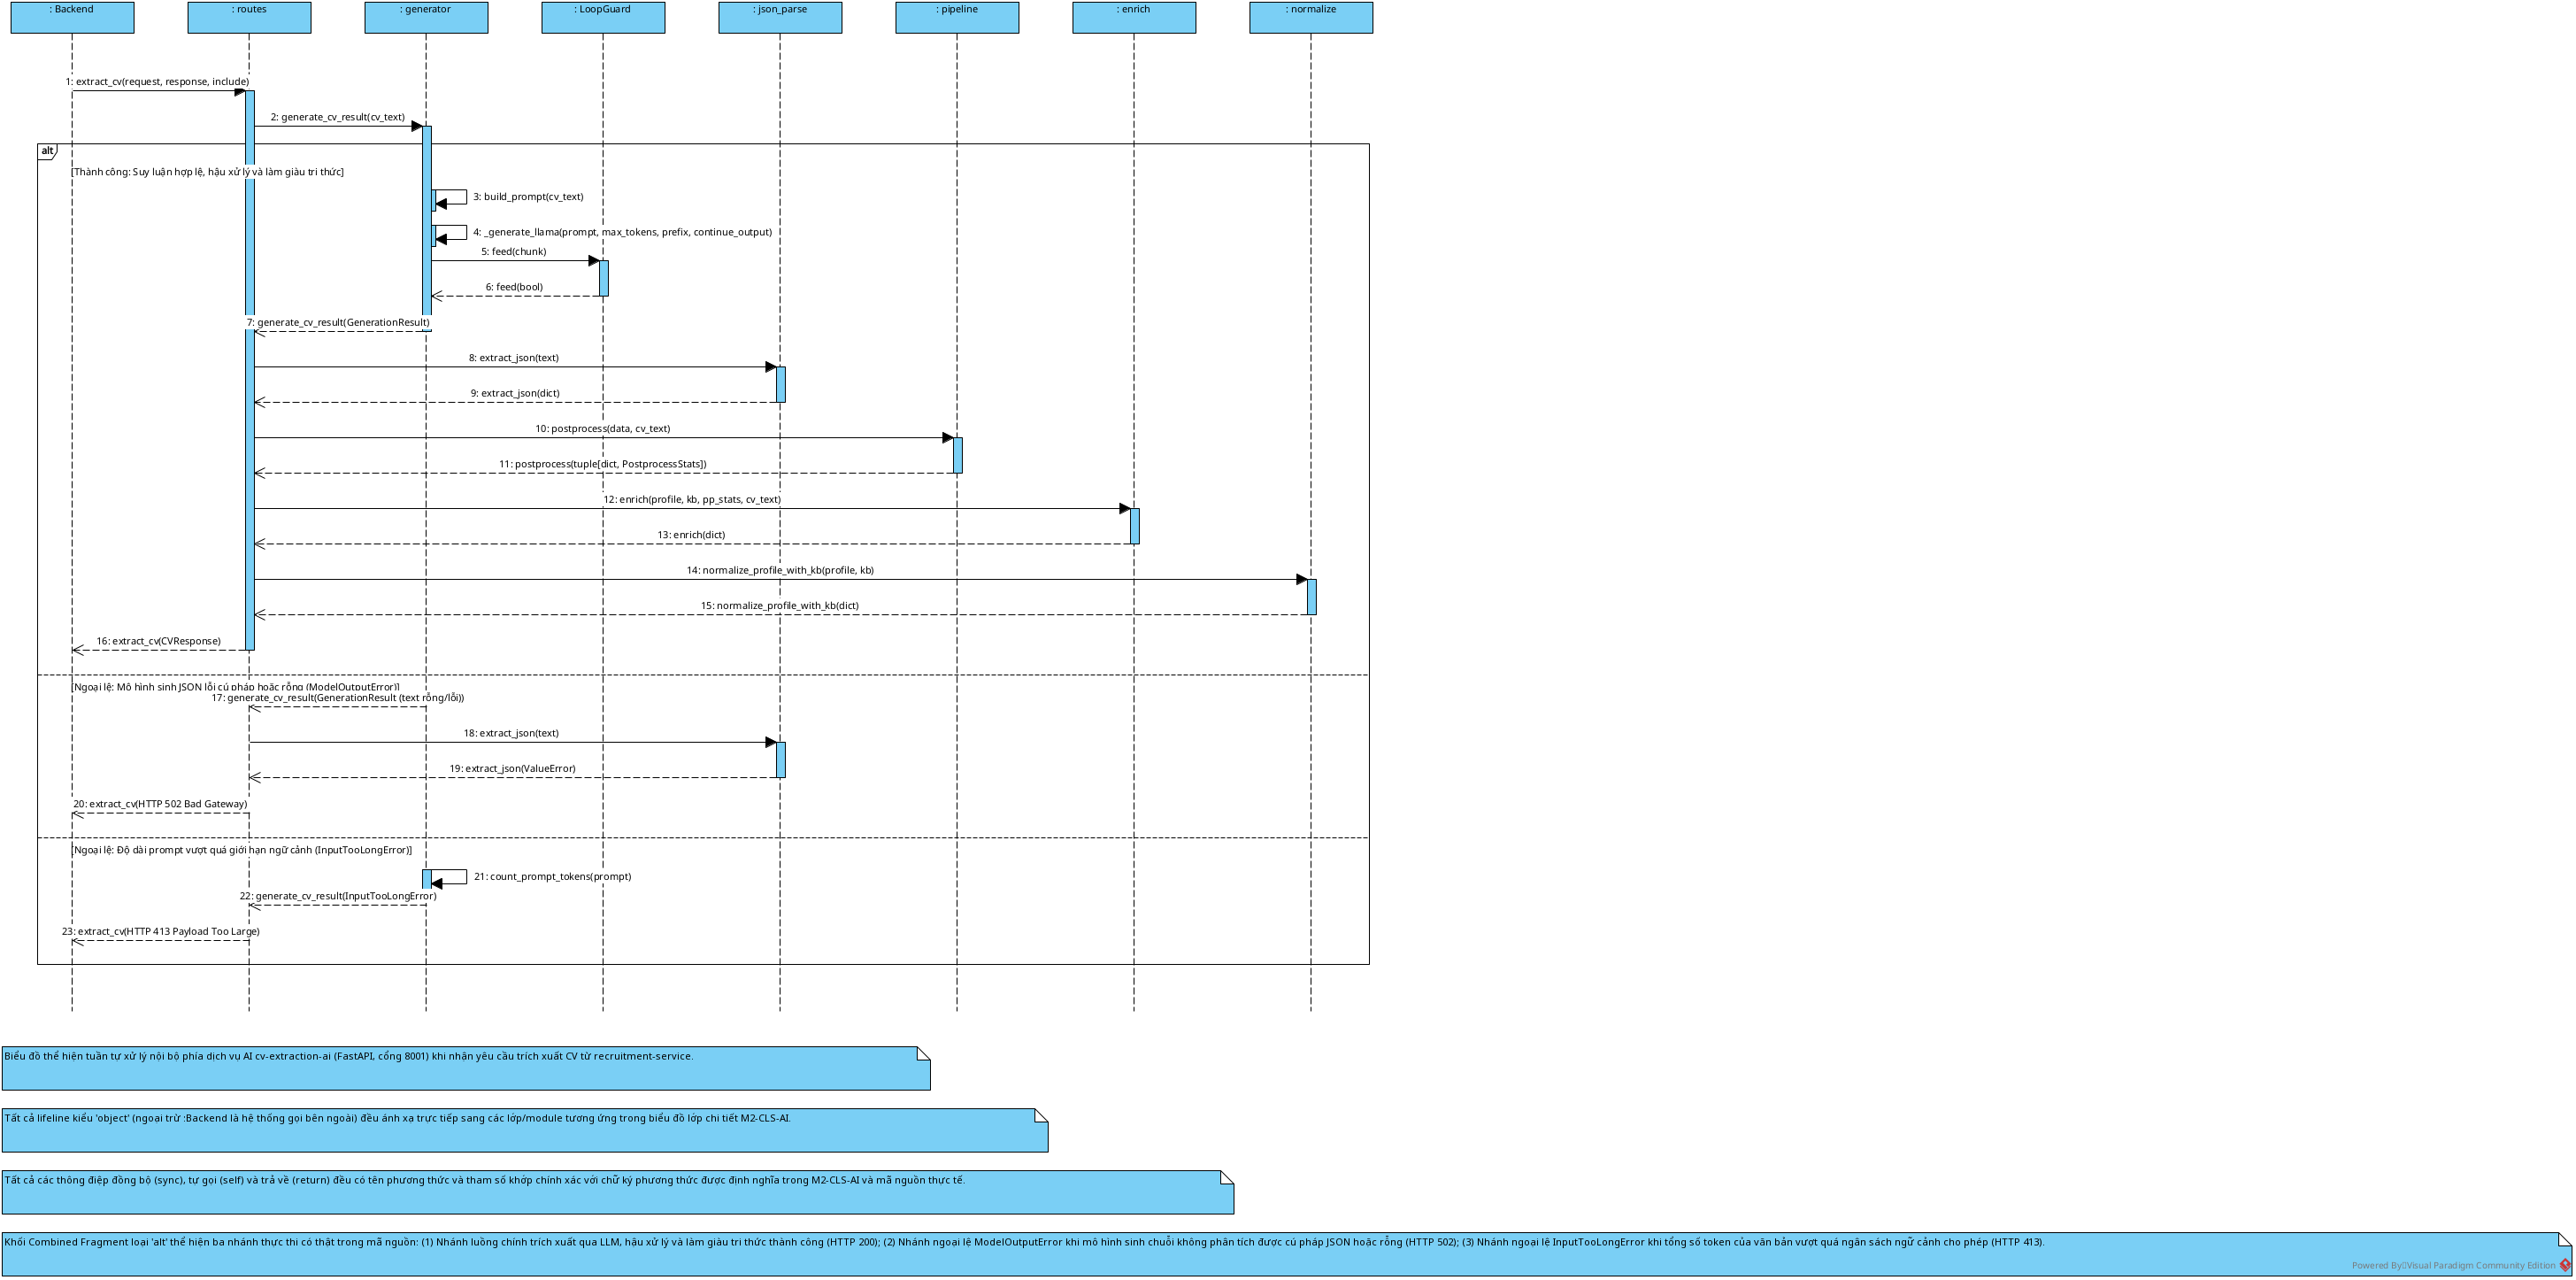 : Backend
: routes
: generator
: LoopGuard
: json_parse
: pipeline
: enrich
: normalize
1: extract_cv(request, response, include)
2: generate_cv_result(cv_text)
alt
[Thành công: Suy luận hợp lệ, hậu xử lý và làm giàu tri thức]
3: build_prompt(cv_text)
4: _generate_llama(prompt, max_tokens, prefix, continue_output)
5: feed(chunk)
6: feed(bool)
7: generate_cv_result(GenerationResult)
8: extract_json(text)
9: extract_json(dict)
10: postprocess(data, cv_text)
11: postprocess(tuple[dict, PostprocessStats])
12: enrich(profile, kb, pp_stats, cv_text)
13: enrich(dict)
14: normalize_profile_with_kb(profile, kb)
15: normalize_profile_with_kb(dict)
16: extract_cv(CVResponse)
[Ngoại lệ: Mô hình sinh JSON lỗi cú pháp hoặc rỗng (ModelOutputError)]
17: generate_cv_result(GenerationResult (text rỗng/lỗi))
18: extract_json(text)
19: extract_json(ValueError)
20: extract_cv(HTTP 502 Bad Gateway)
[Ngoại lệ: Độ dài prompt vượt quá giới hạn ngữ cảnh (InputTooLongError)]
21: count_prompt_tokens(prompt)
22: generate_cv_result(InputTooLongError)
23: extract_cv(HTTP 413 Payload Too Large)
Biểu đồ thể hiện tuần tự xử lý nội bộ phía dịch vụ AI cv-extraction-ai (FastAPI, cổng 8001) khi nhận yêu cầu trích xuất CV từ recruitment-service.
Tất cả lifeline kiểu 'object' (ngoại trừ :Backend là hệ thống gọi bên ngoài) đều ánh xạ trực tiếp sang các lớp/module tương ứng trong biểu đồ lớp chi tiết M2-CLS-AI.
Tất cả các thông điệp đồng bộ (sync), tự gọi (self) và trả về (return) đều có tên phương thức và tham số khớp chính xác với chữ ký phương thức được định nghĩa trong M2-CLS-AI và mã nguồn thực tế.
Khối Combined Fragment loại 'alt' thể hiện ba nhánh thực thi có thật trong mã nguồn: (1) Nhánh luồng chính trích xuất qua LLM, hậu xử lý và làm giàu tri thức thành công (HTTP 200); (2) Nhánh ngoại lệ ModelOutputError khi mô hình sinh chuỗi không phân tích được cú pháp JSON hoặc rỗng (HTTP 502); (3) Nhánh ngoại lệ InputTooLongError khi tổng số token của văn bản vượt quá ngân sách ngữ cảnh cho phép (HTTP 413).
Powered By Visual Paradigm Community Edition